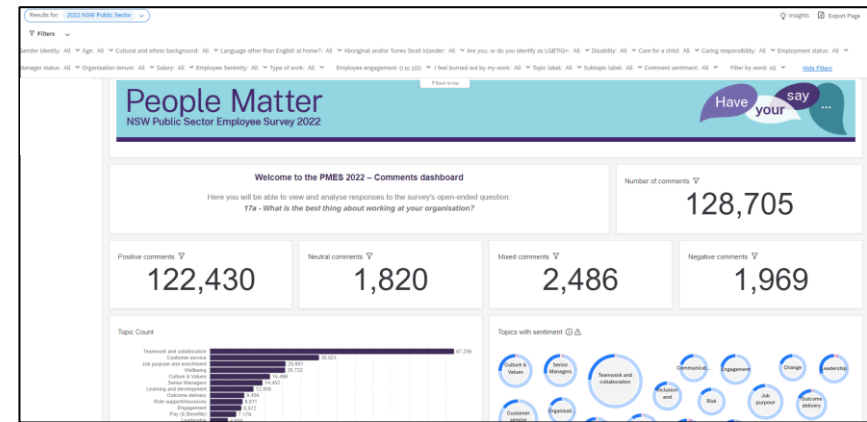 Results for: 2022 NSW Public Sector
Insights Export Page
Filters
Gender identity: All Age: All Cultural and ethnic background: All Language other than English at home?: All Aboriginal and/or Torres Strait Islander: All Are you, or do you identify as LGBTIQ+: All Disability: All Care for a child: All Caring responsibility: All Employment status: All
Manager status: All Organisation tenure: All Salary: All Employee Seniority: All Type of work: All Employee engagement: 0 to 100 I feel burned out by my work: All Topic label: All Subtopic label: All Comment sentiment: All Filter by word: All Hide Filters
Back to top
People Matter
NSW Public Sector Employee Survey 2022
Have your say ...
Welcome to the PMES 2022 – Comments dashboard
Here you will be able to view and analyse responses to the survey's open-ended question:
17a - What is the best thing about working at your organisation?
Number of comments
128,705
Positive comments
122,430
Neutral comments
1,820
Mixed comments
2,486
Negative comments
1,969
Topic Count
Teamwork and collaboration
Customer service
Job purpose and enrichment
Wellbeing
Culture & Values
Senior Managers
Learning and development
Outcome delivery
Role support/resources
Engagement
Pay (& Benefits)
Leadership
Topics with sentiment
Culture & Values
Senior Managers
Teamwork and collaboration
Communicat...
Engagement
Change
Leadership
Inclusion and
Risk
Job purpose
Outcome delivery
Customer service
Organisati...